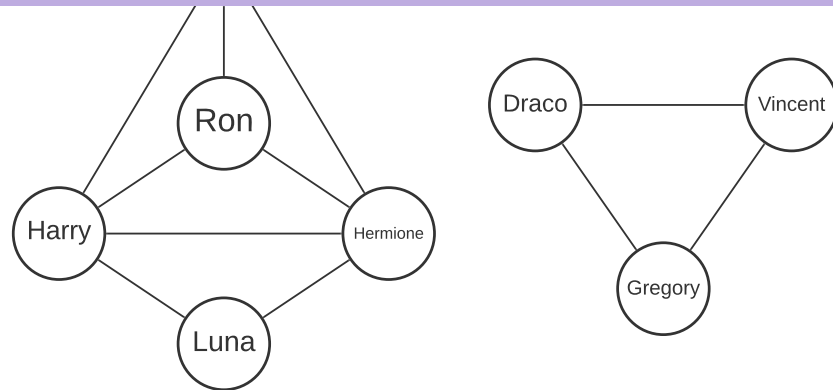 Ron
Draco
Vincent
Harry
Hermione
Gregory
Luna